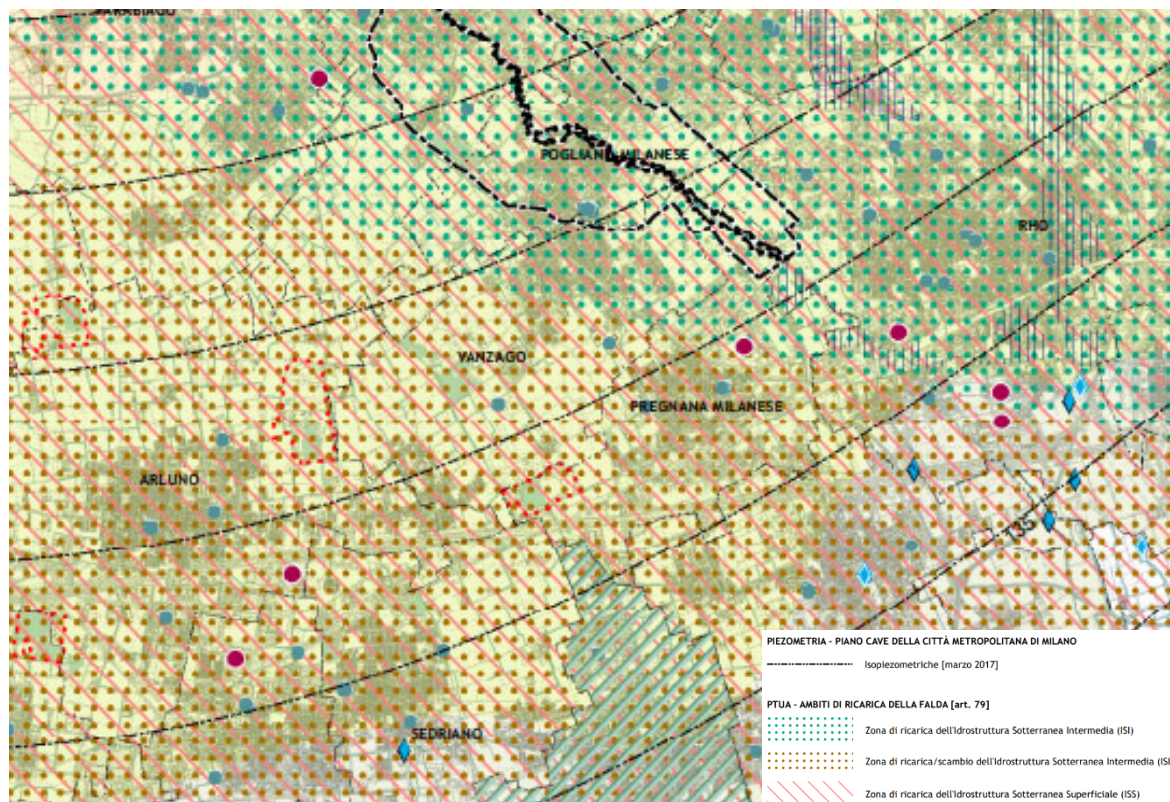 PARABIAGO
POGLIANO MILANESE
RHO
VANZAGO
PREGNANA MILANESE
ARLUNO
135
SEDRIANO
PIEZOMETRIA - PIANO CAVE DELLA CITTÀ METROPOLITANA DI MILANO
Isopiezometriche [marzo 2017]
PTUA - AMBITI DI RICARICA DELLA FALDA [art. 79]
Zona di ricarica dell'Idrostruttura Sotterranea Intermedia (ISI)
Zona di ricarica/scambio dell'Idrostruttura Sotterranea Intermedia (ISI
Zona di ricarica dell'Idrostruttura Sotterranea Superficiale (ISS)